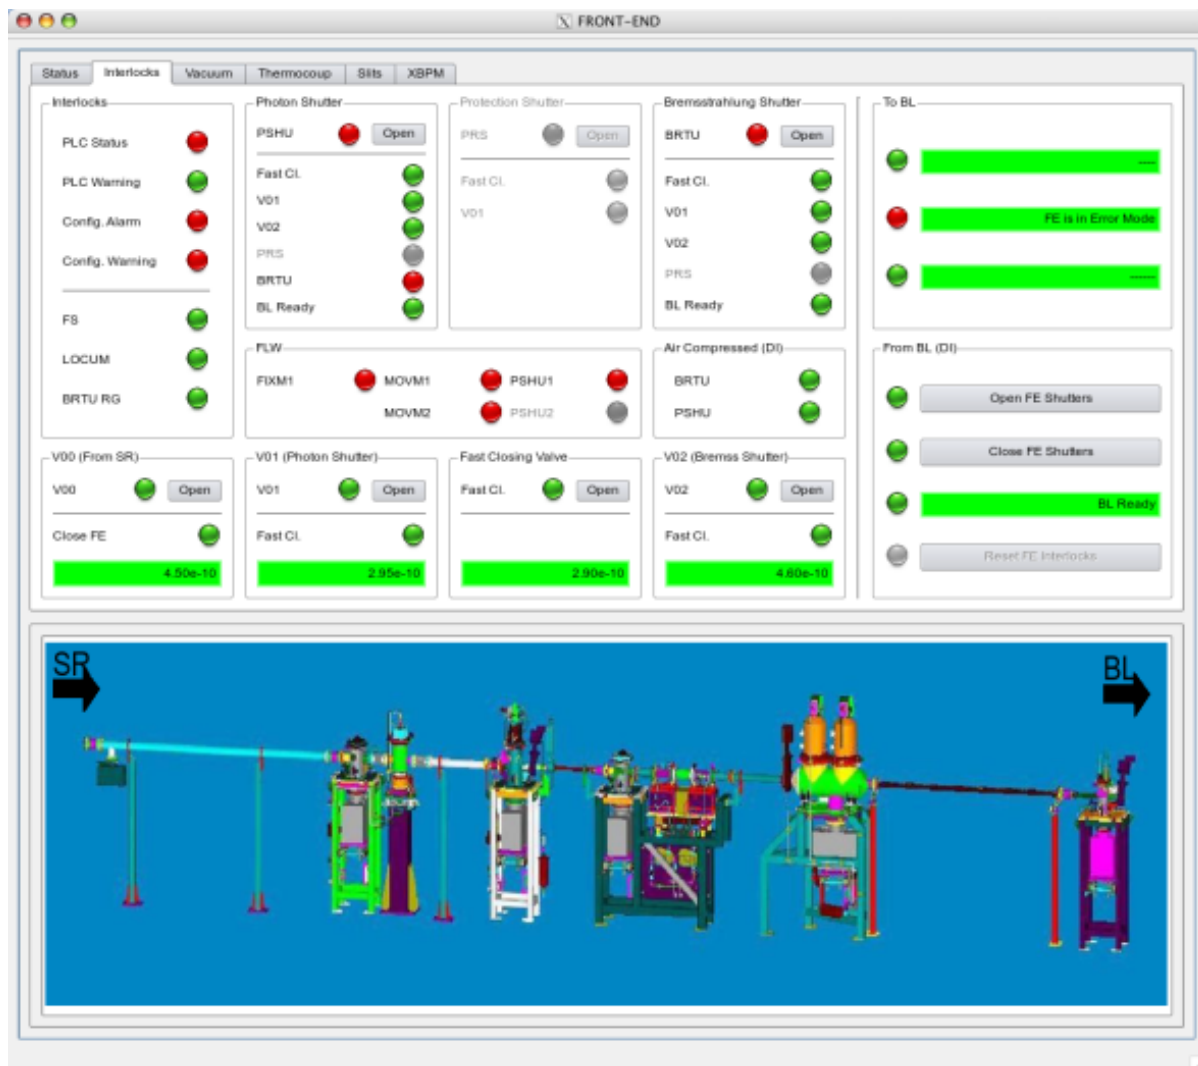 FRONT-END
Status Interlocks Vacuum Thermocoup Slits XBPM
Interlocks
PLC Status
PLC Warning
Config. Alarm
Config. Warning
FS
LOCUM
BRTU RG
Photon Shutter
PSHU Open
Fast Cl.
V01
V02
PRS
BRTU
BL Ready
Protection Shutter
PRS Open
Fast Cl.
V01
Bremsstrahlung Shutter
BRTU Open
Fast Cl.
V01
V02
PRS
BL Ready
To BL
----
FE is in Error Mode
------
FLW
FIXM1 MOVM1 PSHU1
MOVM2 PSHU2
Air Compressed (DI)
BRTU
PSHU
From BL (DI)
Open FE Shutters
Close FE Shutters
BL Ready
Reset FE Interlocks
V00 (From SR)
V00 Open
Close FE
4.50e-10
V01 (Photon Shutter)
V01 Open
Fast Cl.
2.95e-10
Fast Closing Valve
Fast Cl. Open
2.90e-10
V02 (Bremss Shutter)
V02 Open
Fast Cl.
4.60e-10
SR
BL